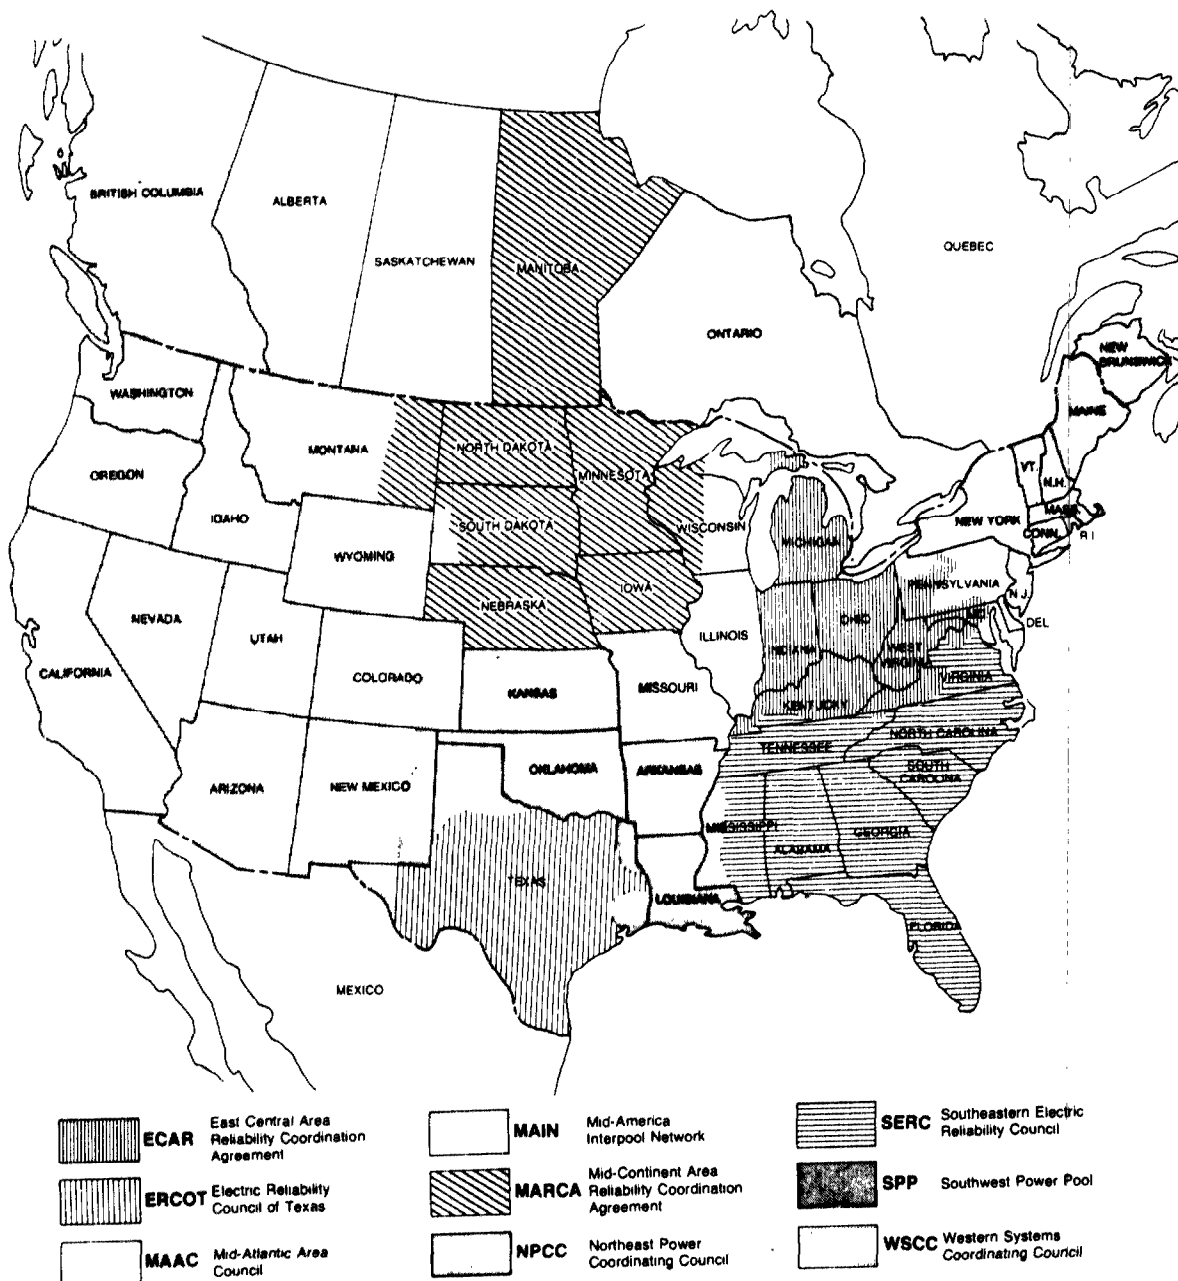 BRITISH COLUMBIA
ALBERTA
SASKATCHEWAN
MANITOBA
ONTARIO
QUEBEC
NEW
BRUNSWICK
WASHINGTON
MONTANA
NORTH DAKOTA
MINNESOTA
MAINE
OREGON
IDAHO
SOUTH DAKOTA
WISCONSIN
MICHIGAN
NEW YORK
VT.
N.H.
MASS.
CONN.
R I
WYOMING
NEBRASKA
IOWA
PENNSYLVANIA
N J.
NEVADA
UTAH
ILLINOIS
INDIANA
OHIO
WEST
VIRGINIA
MD.
DEL
CALIFORNIA
COLORADO
KANSAS
MISSOURI
KENTUCKY
VIRGINIA
ARIZONA
NEW MEXICO
OKLAHOMA
ARKANSAS
TENNESSEE
NORTH CAROLINA
SOUTH
CAROLINA
MISSISSIPPI
ALABAMA
GEORGIA
TEXAS
LOUISIANA
FLORIDA
MEXICO
ECAR East Central Area
Reliability Coordination
Agreement
ERCOT Electric Reliability
Council of Texas
MAAC Mid-Atlantic Area
Council
MAIN Mid-America
Interpool Network
MARCA Mid-Continent Area
Reliability Coordination
Agreement
NPCC Northeast Power
Coordinating Council
SERC Southeastern Electric
Reliability Council
SPP Southwest Power Pool
WSCC Western Systems
Coordinating Council